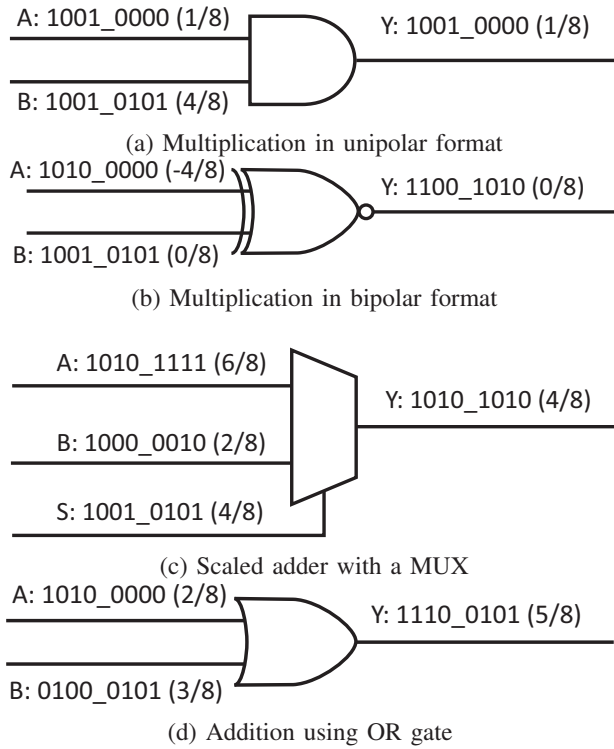 A: 1001_0000 (1/8)
Y: 1001_0000 (1/8)
B: 1001_0101 (4/8)
(a) Multiplication in unipolar format
A: 1010_0000 (-4/8)
Y: 1100_1010 (0/8)
B: 1001_0101 (0/8)
(b) Multiplication in bipolar format
A: 1010_1111 (6/8)
Y: 1010_1010 (4/8)
B: 1000_0010 (2/8)
S: 1001_0101 (4/8)
(c) Scaled adder with a MUX
A: 1010_0000 (2/8)
Y: 1110_0101 (5/8)
B: 0100_0101 (3/8)
(d) Addition using OR gate